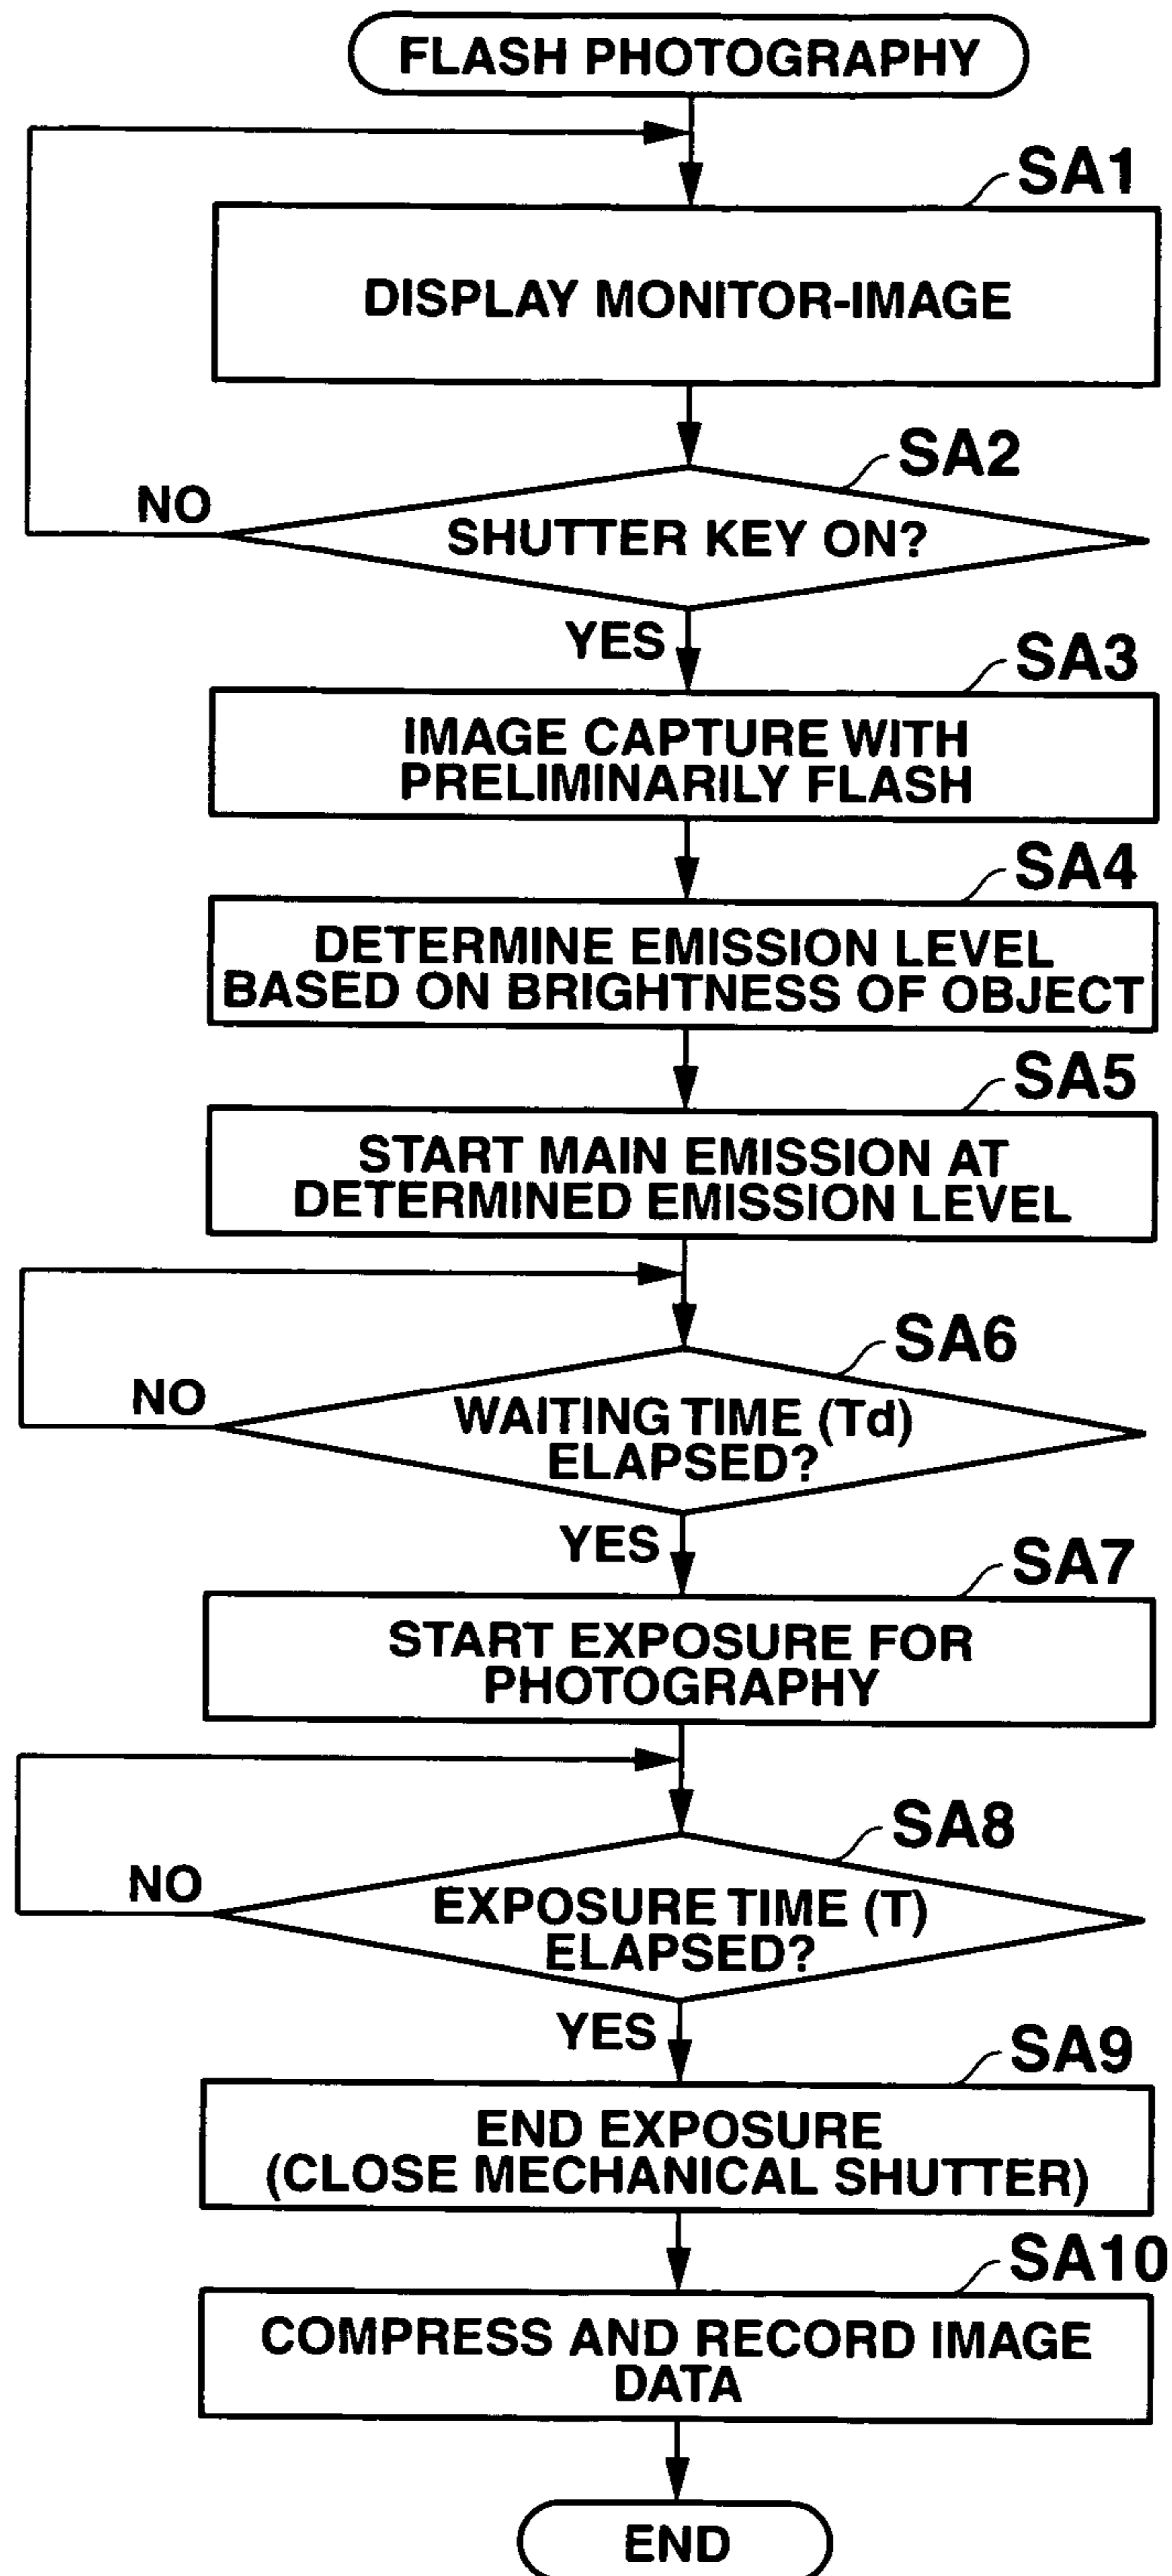 FLASH PHOTOGRAPHY
SA1
DISPLAY MONITOR-IMAGE
SA2
NO
SHUTTER KEY ON?
YES
SA3
IMAGE CAPTURE WITH
PRELIMINARILY FLASH
SA4
DETERMINE EMISSION LEVEL
BASED ON BRIGHTNESS OF OBJECT
SA5
START MAIN EMISSION AT
DETERMINED EMISSION LEVEL
SA6
NO
WAITING TIME (Td)
ELAPSED?
YES
SA7
START EXPOSURE FOR
PHOTOGRAPHY
SA8
NO
EXPOSURE TIME (T)
ELAPSED?
YES
SA9
END EXPOSURE
(CLOSE MECHANICAL SHUTTER)
SA10
COMPRESS AND RECORD IMAGE
DATA
END